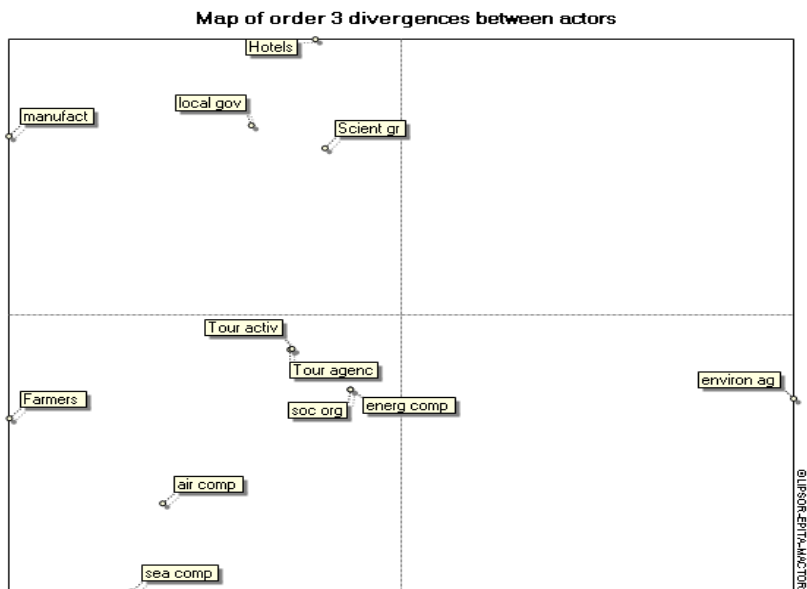 Map of order 3 divergences between actors
Hotels
local gov
manufact
Scient gr
Tour activ
Tour agenc
environ ag
Farmers
soc org
energ comp
air comp
sea comp
©LIPSOR-EPITA-MACTOR